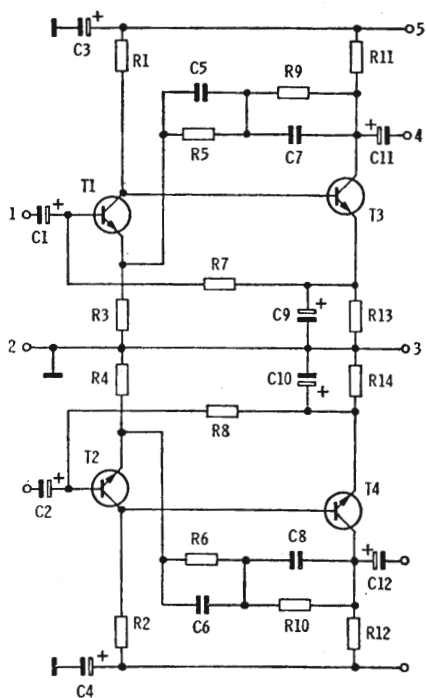 + 5
C3 R1 R11
C5 R9
+ 4
R5 C7 C11
T1
1 + T3
C1 R7
R3 C9 + R13
2 3
R4 C10 + R14
R8
T2 T4
+
C2
R6 C8 +
C12
R2 C6 R10 R12
+
C4